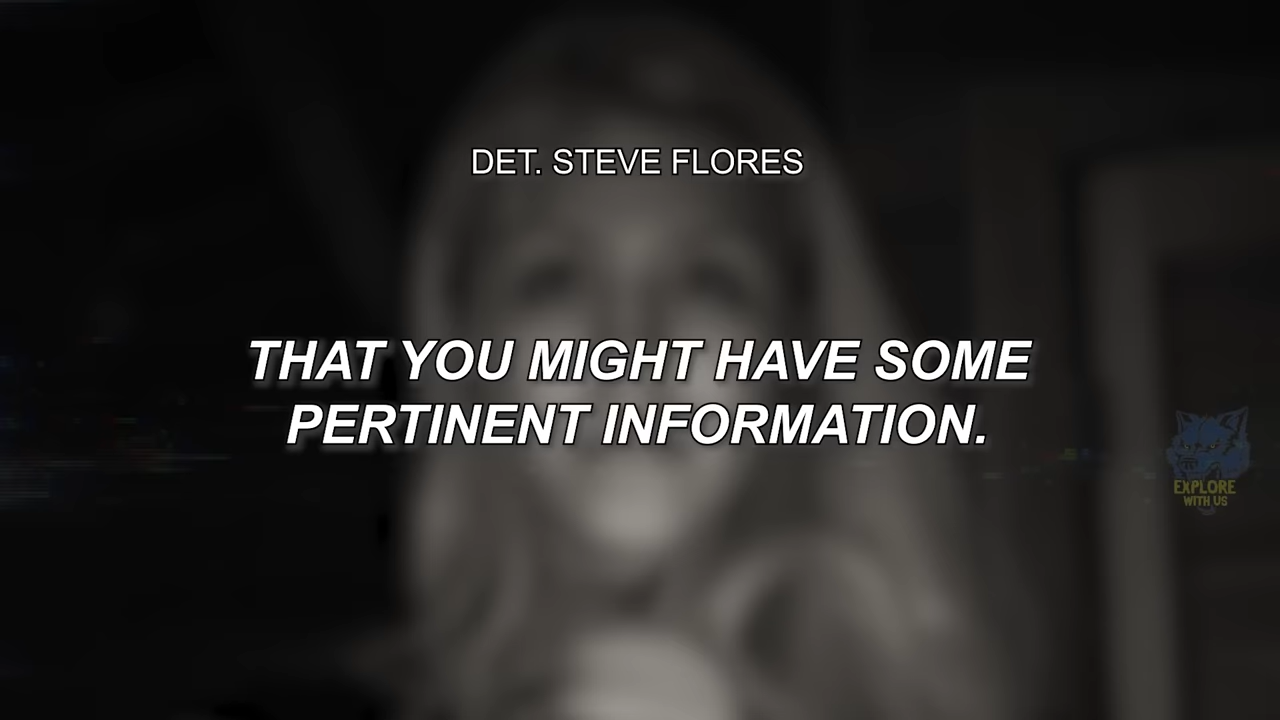 DET. STEVE FLORES
THAT YOU MIGHT HAVE SOME
PERTINENT INFORMATION.
EXPLORE
WITH US